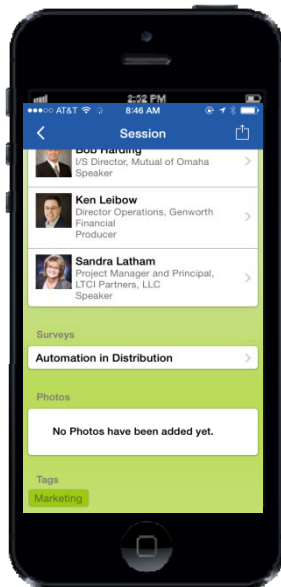 2:52 PM
AT&T 8:46 AM
Session
Bob Harding
I/S Director, Mutual of Omaha
Speaker
Ken Leibow
Director Operations, Genworth
Financial
Producer
Sandra Latham
Project Manager and Principal,
LTCI Partners, LLC
Speaker
Surveys
Automation in Distribution
Photos
No Photos have been added yet.
Tags
Marketing